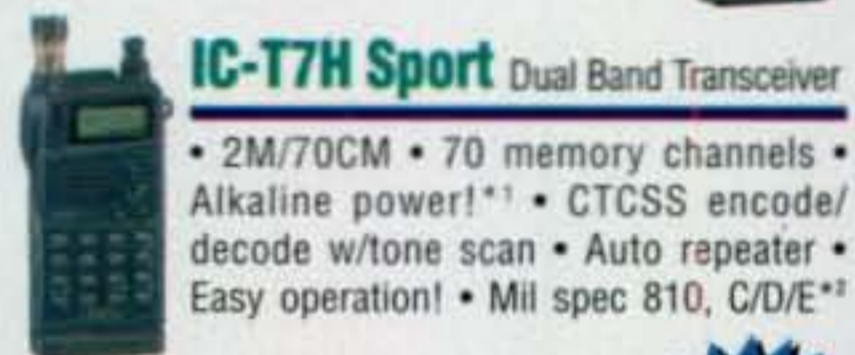 IC-T7H Sport Dual Band Transceiver
• 2M/70CM • 70 memory channels •
Alkaline power!*1 • CTCSS encode/
decode w/tone scan • Auto repeater •
Easy operation! • Mil spec 810, C/D/E*2